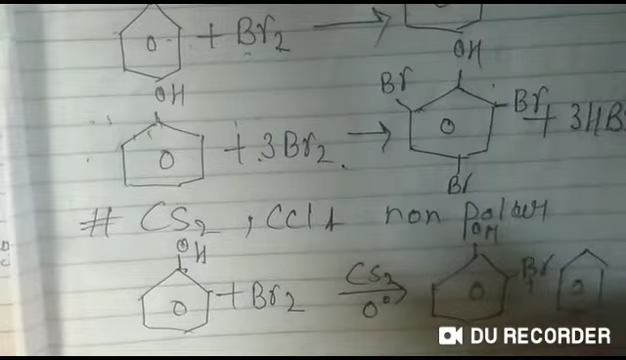 + Br2
OH OH
Br Br
+ 3Br2. + 3HB
Br
# CS2, CCl4 non polar
OH OH
+ Br2 CS2 Br
0°
DU RECORDER